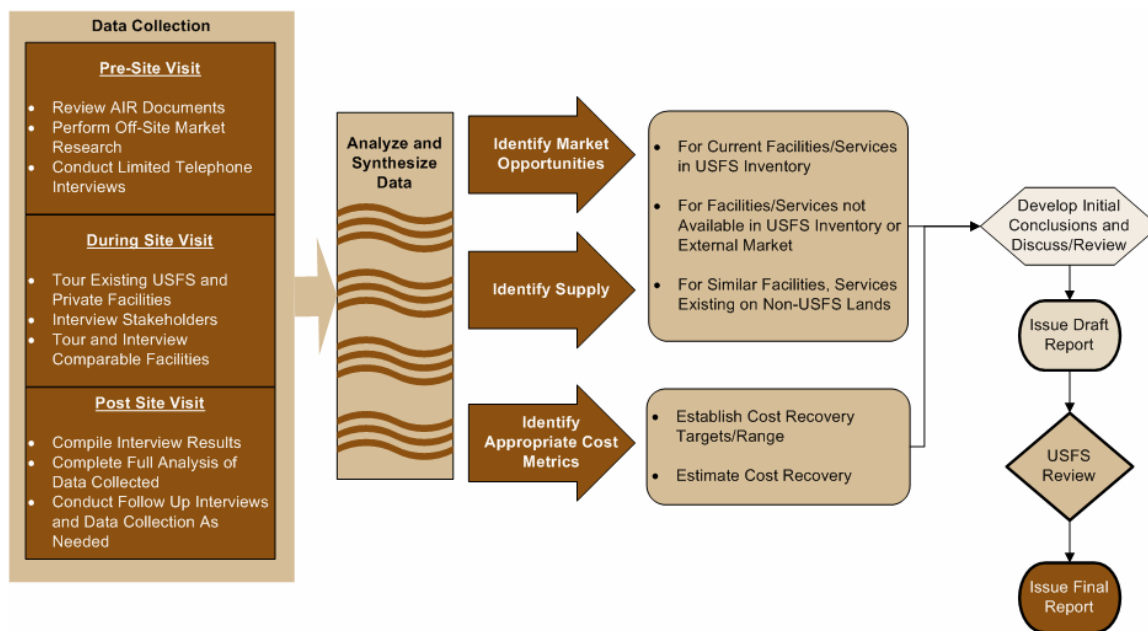 Data Collection
Pre-Site Visit
• Review AIR Documents
• Perform Off-Site Market
Research
• Conduct Limited Telephone
Interviews
During Site Visit
• Tour Existing USFS and
Private Facilities
• Interview Stakeholders
• Tour and Interview
Comparable Facilities
Post Site Visit
• Compile Interview Results
• Complete Full Analysis of
Data Collected
• Conduct Follow Up Interviews
and Data Collection As
Needed
Analyze and
Synthesize
Data
Identify Market
Opportunities
Identify Supply
Identify
Appropriate Cost
Metrics
• For Current Facilities/Services
in USFS Inventory
• For Facilities/Services not
Available in USFS Inventory or
External Market
• For Similar Facilities, Services
Existing on Non-USFS Lands
• Establish Cost Recovery
Targets/Range
• Estimate Cost Recovery
Develop Initial
Conclusions and
Discuss/Review
Issue Draft
Report
USFS
Review
Issue Final
Report